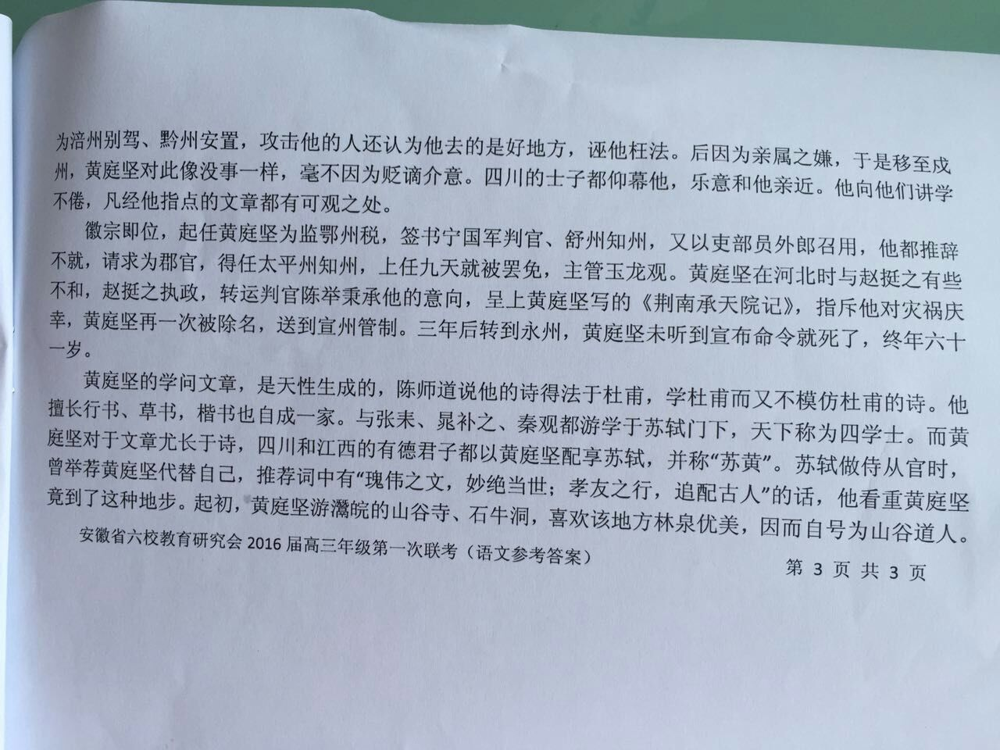 为涪州别驾、黔州安置，攻击他的人还认为他去的是好地方，诬他枉法。后因为亲属之嫌，于是移至戍
州，黄庭坚对此像没事一样，毫不因为贬谪介意。四川的士子都仰幕他，乐意和他亲近。他向他们讲学
不倦，凡经他指点的文章都有可观之处。
徽宗即位，起任黄庭坚为监鄂州税，签书宁国军判官、舒州知州，又以吏部员外郎召用，他都推辞
不就，请求为郡官，得任太平州知州，上任九天就被罢免，主管玉龙观。黄庭坚在河北时与赵挺之有些
不和，赵挺之执政，转运判官陈举秉承他的意向，呈上黄庭坚写的《荆南承天院记》，指斥他对灾祸庆
幸，黄庭坚再一次被除名，送到宣州管制。三年后转到永州，黄庭坚未听到宣布命令就死了，终年六十
一岁。
黄庭坚的学问文章，是天性生成的，陈师道说他的诗得法于杜甫，学杜甫而又不模仿杜甫的诗。他
擅长行书、草书，楷书也自成一家。与张耒、晁补之、秦观都游学于苏轼门下，天下称为四学士。而黄
庭坚对于文章尤长于诗，四川和江西的有德君子都以黄庭坚配享苏轼，并称“苏黄”。苏轼做侍从官时，
曾举荐黄庭坚代替自己，推荐词中有“瑰伟之文，妙绝当世；孝友之行，追配古人”的话，他看重黄庭坚
竟到了这种地步。起初，黄庭坚游灊皖的山谷寺、石牛洞，喜欢该地方林泉优美，因而自号为山谷道人。
安徽省六校教育研究会 2016 届高三年级第一次联考（语文参考答案）
第 3 页 共 3 页